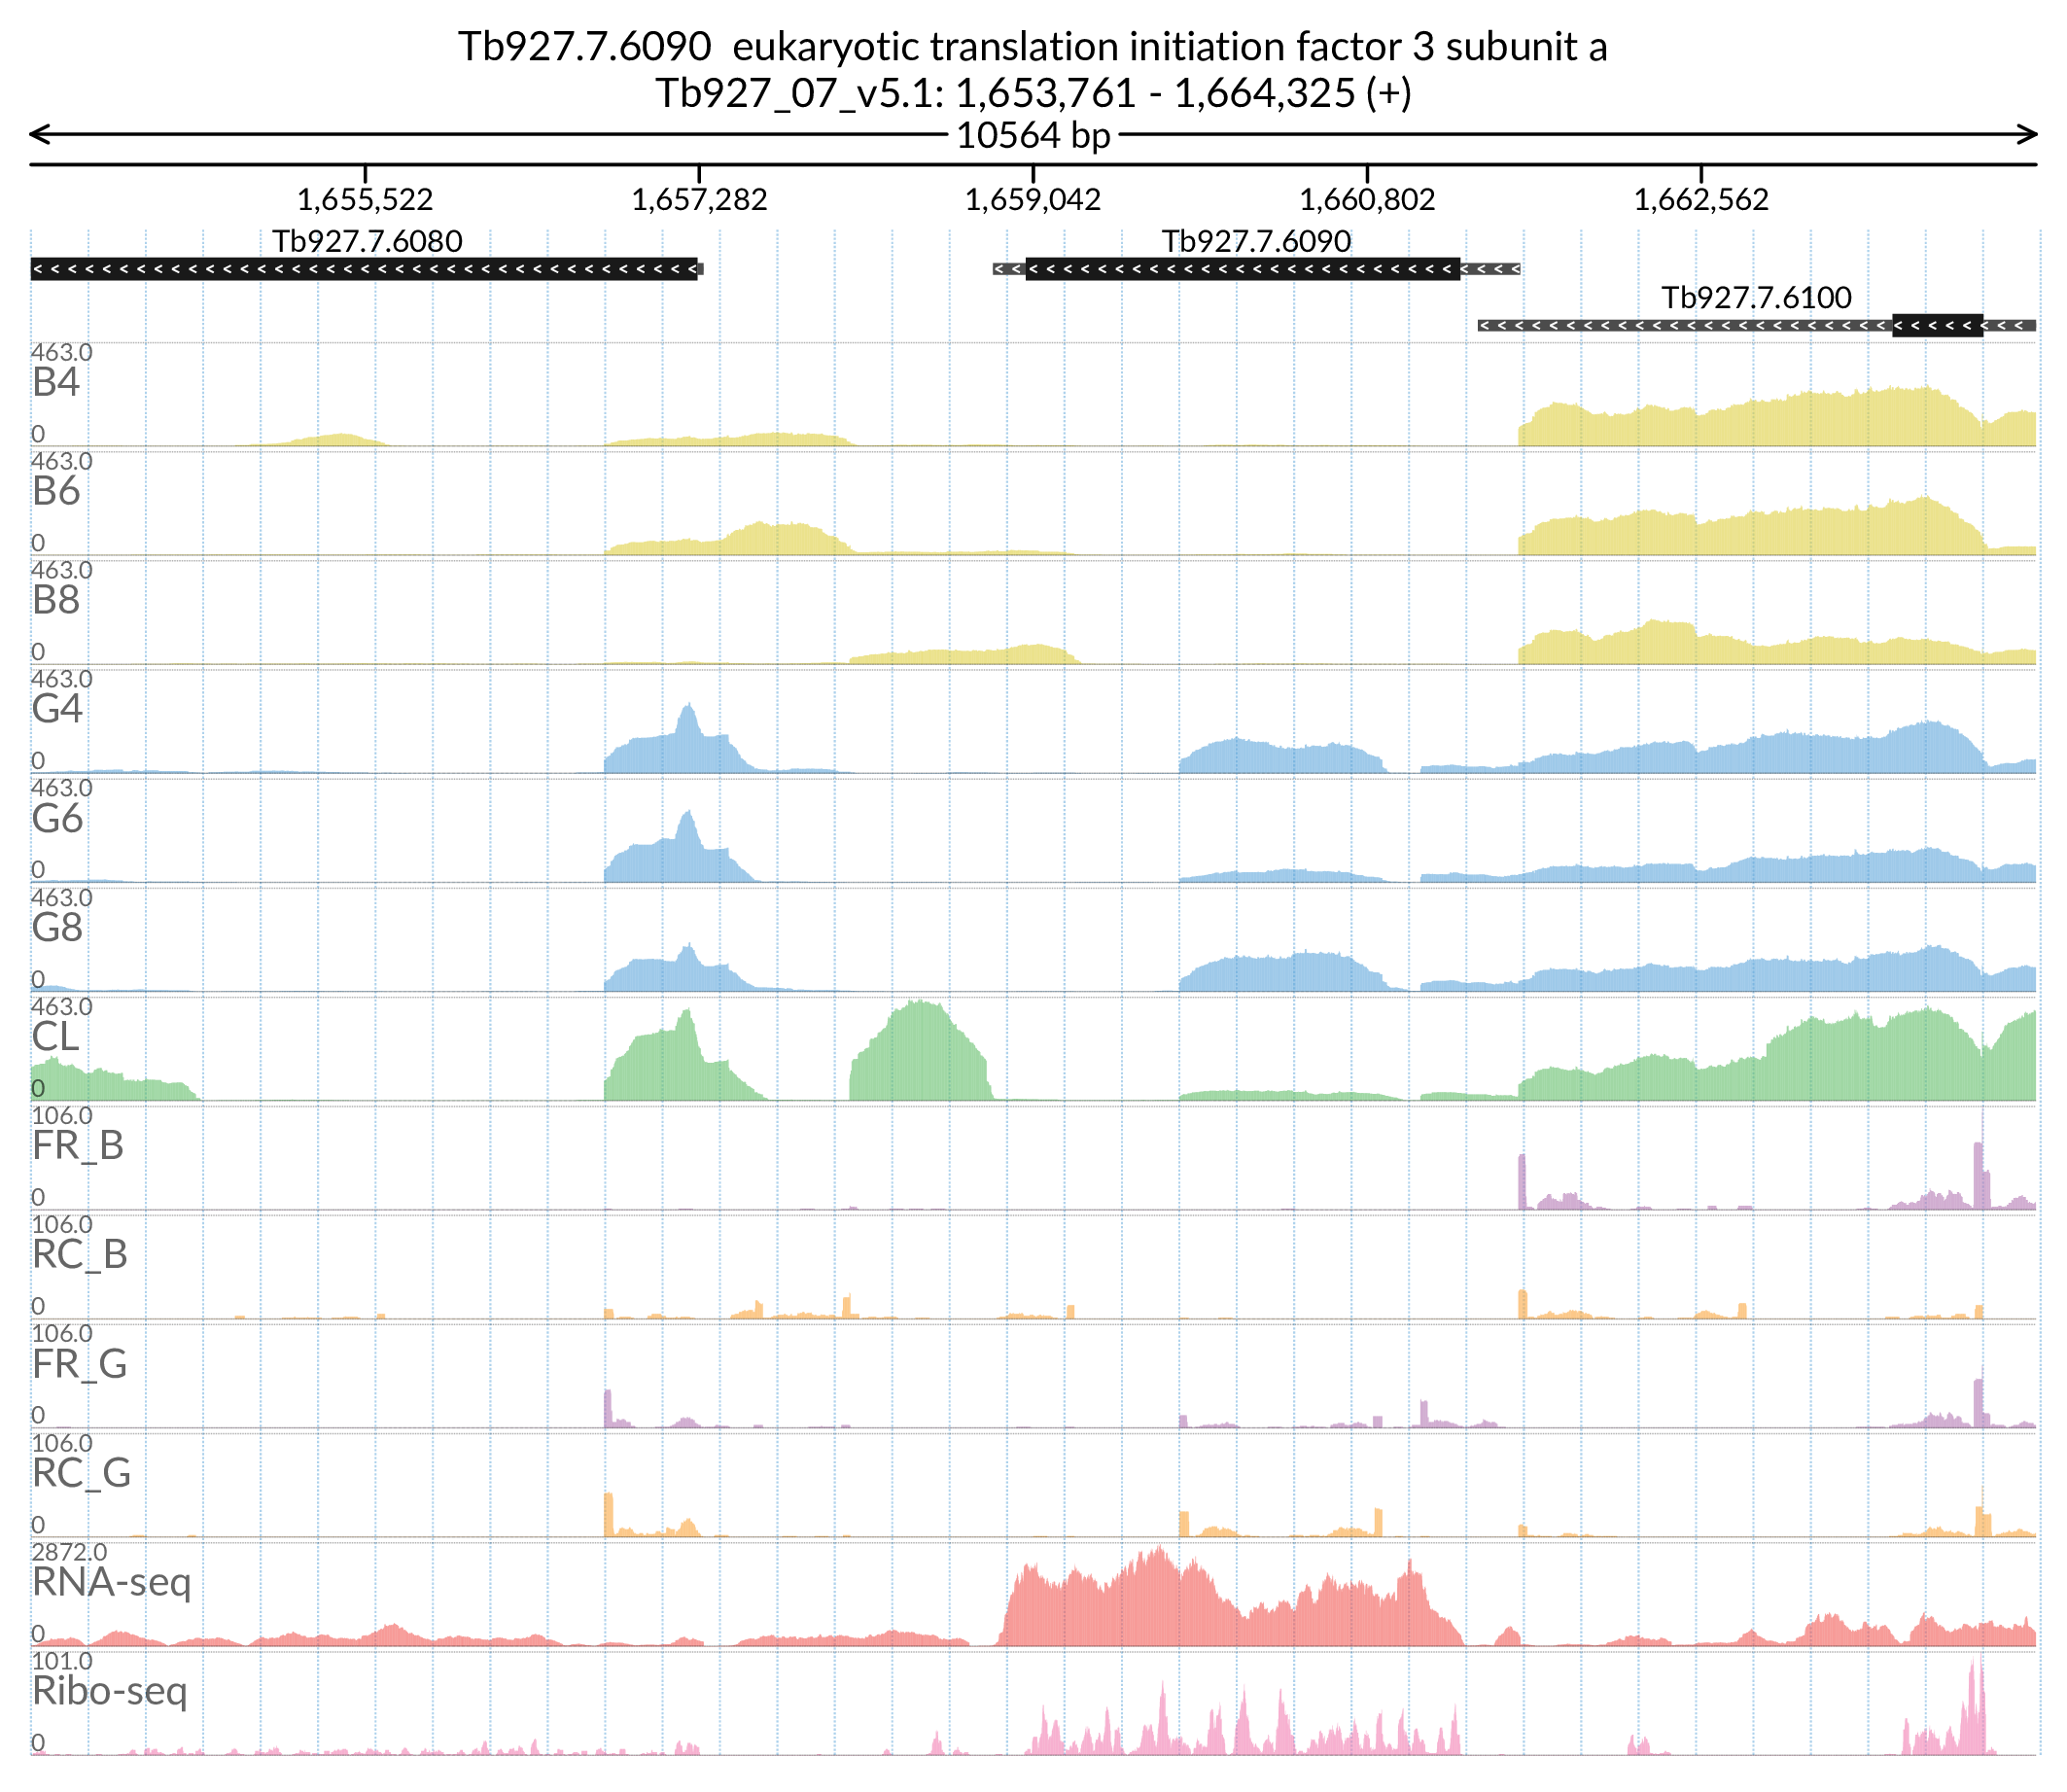 Tb927.7.6090  eukaryotic translation initiation factor 3 subunit a
Tb927_07_v5.1: 1,653,761 - 1,664,325 (+)
10564 bp
1,655,522 1,657,282 1,659,042 1,660,802 1,662,562
Tb927.7.6080 Tb927.7.6090
Tb927.7.6100
463.0
B4
0
463.0
B6
0
463.0
B8
0
463.0
G4
0
463.0
G6
0
463.0
G8
0
463.0
CL
0
106.0
FR_B
0
106.0
RC_B
0
106.0
FR_G
0
106.0
RC_G
0
2872.0
RNA-seq
0
101.0
Ribo-seq
0